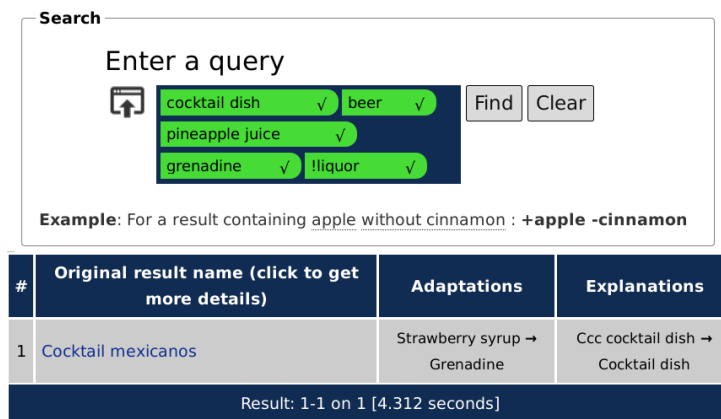 Search
Enter a query
cocktail dish √ beer √
Find Clear
pineapple juice √
grenadine √ !liquor √
Example: For a result containing apple without cinnamon : +apple -cinnamon
# Original result name (click to get more details) Adaptations Explanations
1 Cocktail mexicanos Strawberry syrup → Grenadine Ccc cocktail dish → Cocktail dish
Result: 1-1 on 1 [4.312 seconds]